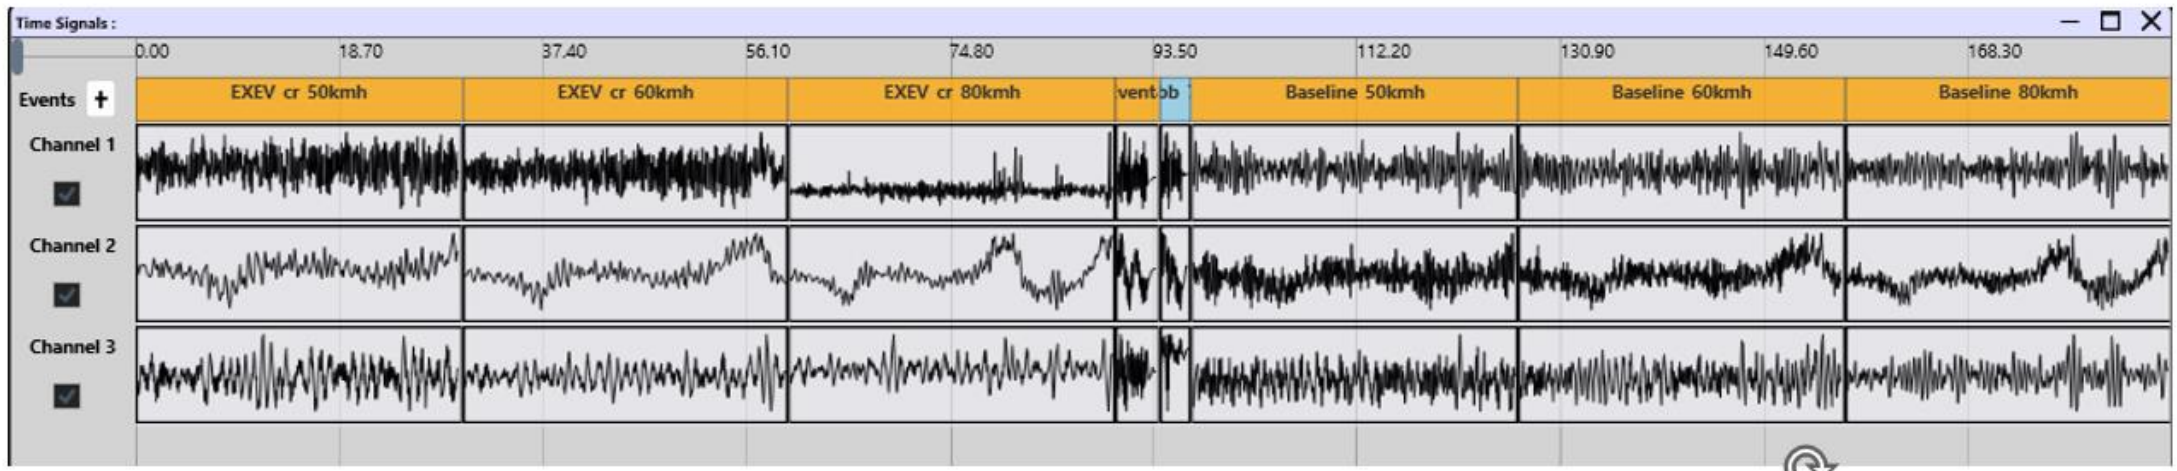 Time Signals :
0.00 18.70 37.40 56.10 74.80 93.50 112.20 130.90 149.60 168.30
Events + EXEV cr 50kmh EXEV cr 60kmh EXEV cr 80kmh vent ob Baseline 50kmh Baseline 60kmh Baseline 80kmh
Channel 1
Channel 2
Channel 3